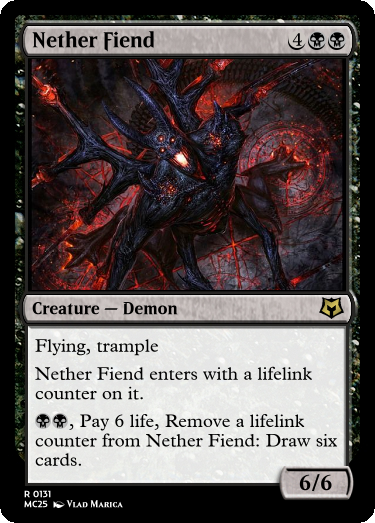 Nether Fiend 4
Creature — Demon
Flying, trample
Nether Fiend enters with a lifelink
counter on it.
, Pay 6 life, Remove a lifelink
counter from Nether Fiend: Draw six
cards.
6/6
R 0131
MC25 Vlad Marica